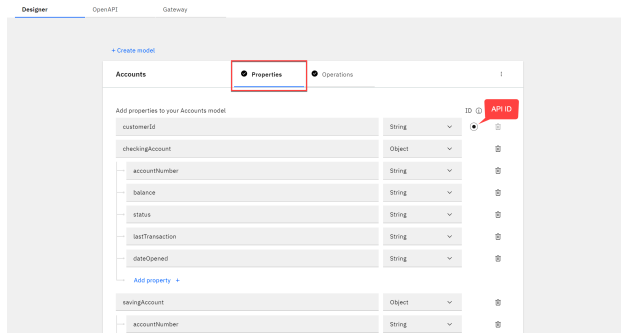 Designer OpenAPI Gateway
+ Create model
Accounts Properties Operations
Add properties to your Accounts model ID API ID
customerId String
checkingAccount Object
accountNumber String
balance String
status String
lastTransaction String
dateOpened String
Add property +
savingAccount Object
accountNumber String